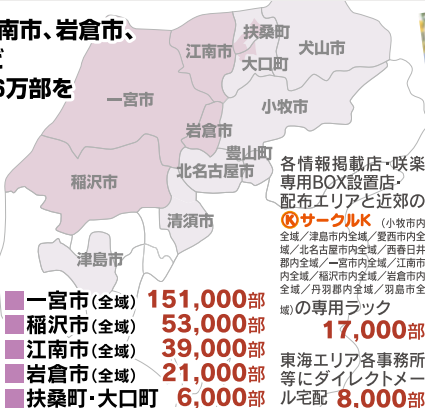 南市、岩倉市、
6万部を
扶桑町
江南市
犬山市
大口町
一宮市
小牧市
岩倉市
豊山町
稲沢市
北名古屋市
清須市
津島市
各情報掲載店・咲楽
専用BOX設置店・
配布エリアと近郊の
ⓀサークルK（小牧市内
全域／津島市内全域／愛西市内全
域／北名古屋市内全域／西春日井
郡内全域／一宮市内全域／江南市
内全域／稲沢市内全域／岩倉市内
全域／丹羽郡内全域／羽島市全
域）の専用ラック
17,000部
東海エリア各事務所
等にダイレクトメー
ル宅配 8,000部
一宮市（全域） 151,000部
稲沢市（全域） 53,000部
江南市（全域） 39,000部
岩倉市（全域） 21,000部
扶桑町・大口町 6,000部